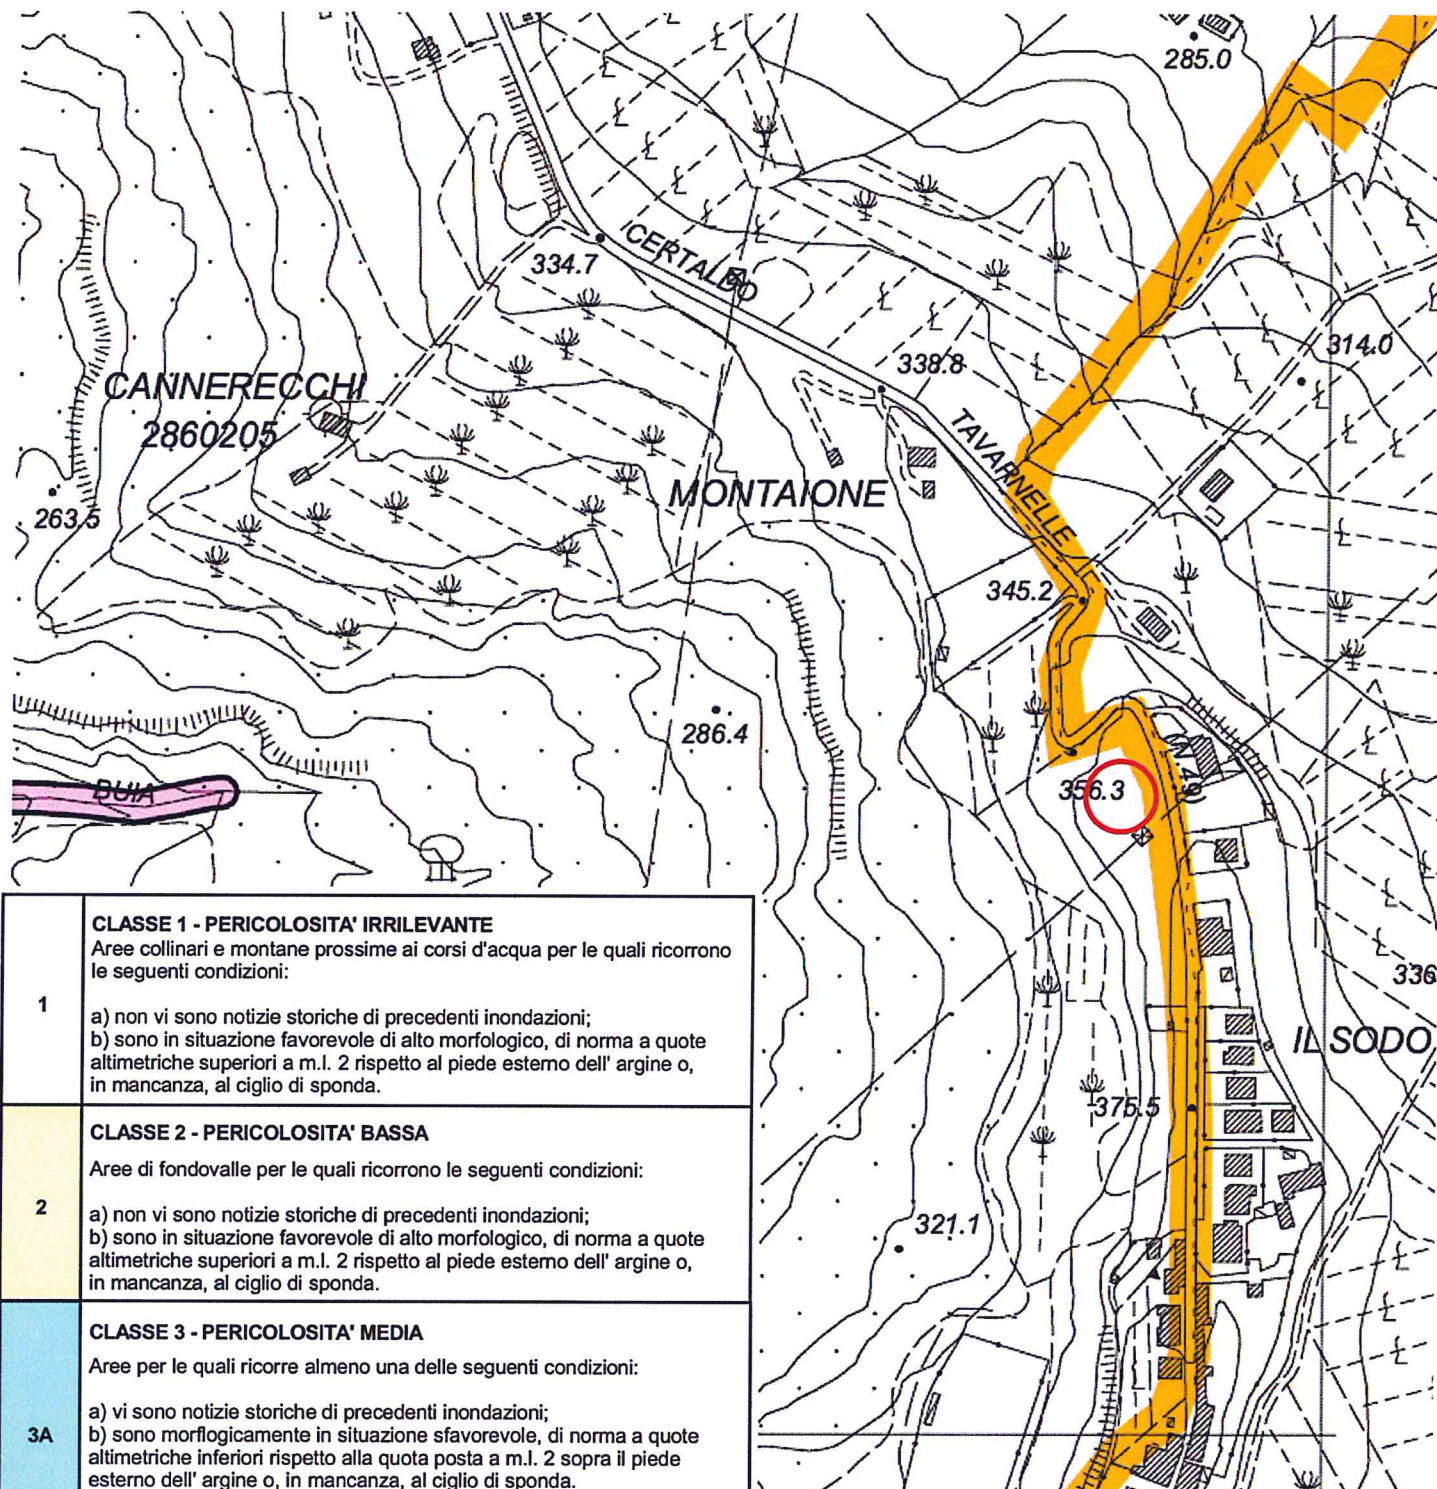 285.0
CERTALDO
334.7
314.0
338.8
CANNERECCHI
2860205
TAVARNELLE
MONTAIONE
263.5
345.2
286.4
BUIA
356.3
(N 49)
336
IL SODO
375.5
321.1
1
CLASSE 1 - PERICOLOSITA' IRRILEVANTE
Aree collinari e montane prossime ai corsi d'acqua per le quali ricorrono
le seguenti condizioni:
a) non vi sono notizie storiche di precedenti inondazioni;
b) sono in situazione favorevole di alto morfologico, di norma a quote
altimetriche superiori a m.l. 2 rispetto al piede esterno dell' argine o,
in mancanza, al ciglio di sponda.
2
CLASSE 2 - PERICOLOSITA' BASSA
Aree di fondovalle per le quali ricorrono le seguenti condizioni:
a) non vi sono notizie storiche di precedenti inondazioni;
b) sono in situazione favorevole di alto morfologico, di norma a quote
altimetriche superiori a m.l. 2 rispetto al piede esterno dell' argine o,
in mancanza, al ciglio di sponda.
3A
CLASSE 3 - PERICOLOSITA' MEDIA
Aree per le quali ricorre almeno una delle seguenti condizioni:
a) vi sono notizie storiche di precedenti inondazioni;
b) sono morflogicamente in situazione sfavorevole, di norma a quote
altimetriche inferiori rispetto alla quota posta a m.l. 2 sopra il piede
esterno dell' argine o, in mancanza, al ciglio di sponda.